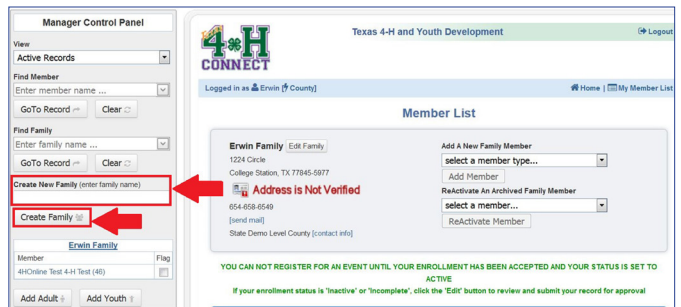 Manager Control Panel
View
Active Records
Find Member
Enter member name ...
GoTo Record
Clear
Find Family
Enter family name ...
GoTo Record
Clear
Create New Family (enter family name)
Create Family
Erwin Family
Member Flag
4HOnline Test 4-H Test (46)
Add Adult
Add Youth
4 H
CONNECT
Texas 4-H and Youth Development
Logout
Logged in as Erwin [County]
Home | My Member List
Member List
Erwin Family Edit Family
1224 Circle
College Station, TX 77845-5977
Address is Not Verified
654-658-6549
[send mail]
State Demo Level County [contact info]
Add A New Family Member
select a member type...
Add Member
ReActivate An Archived Family Member
select a member...
ReActivate Member
YOU CAN NOT REGISTER FOR AN EVENT UNTIL YOUR ENROLLMENT HAS BEEN ACCEPTED AND YOUR STATUS IS SET TO
ACTIVE
If your enrollment status is 'Inactive' or 'Incomplete', click the 'Edit' button to review and submit your record for approval